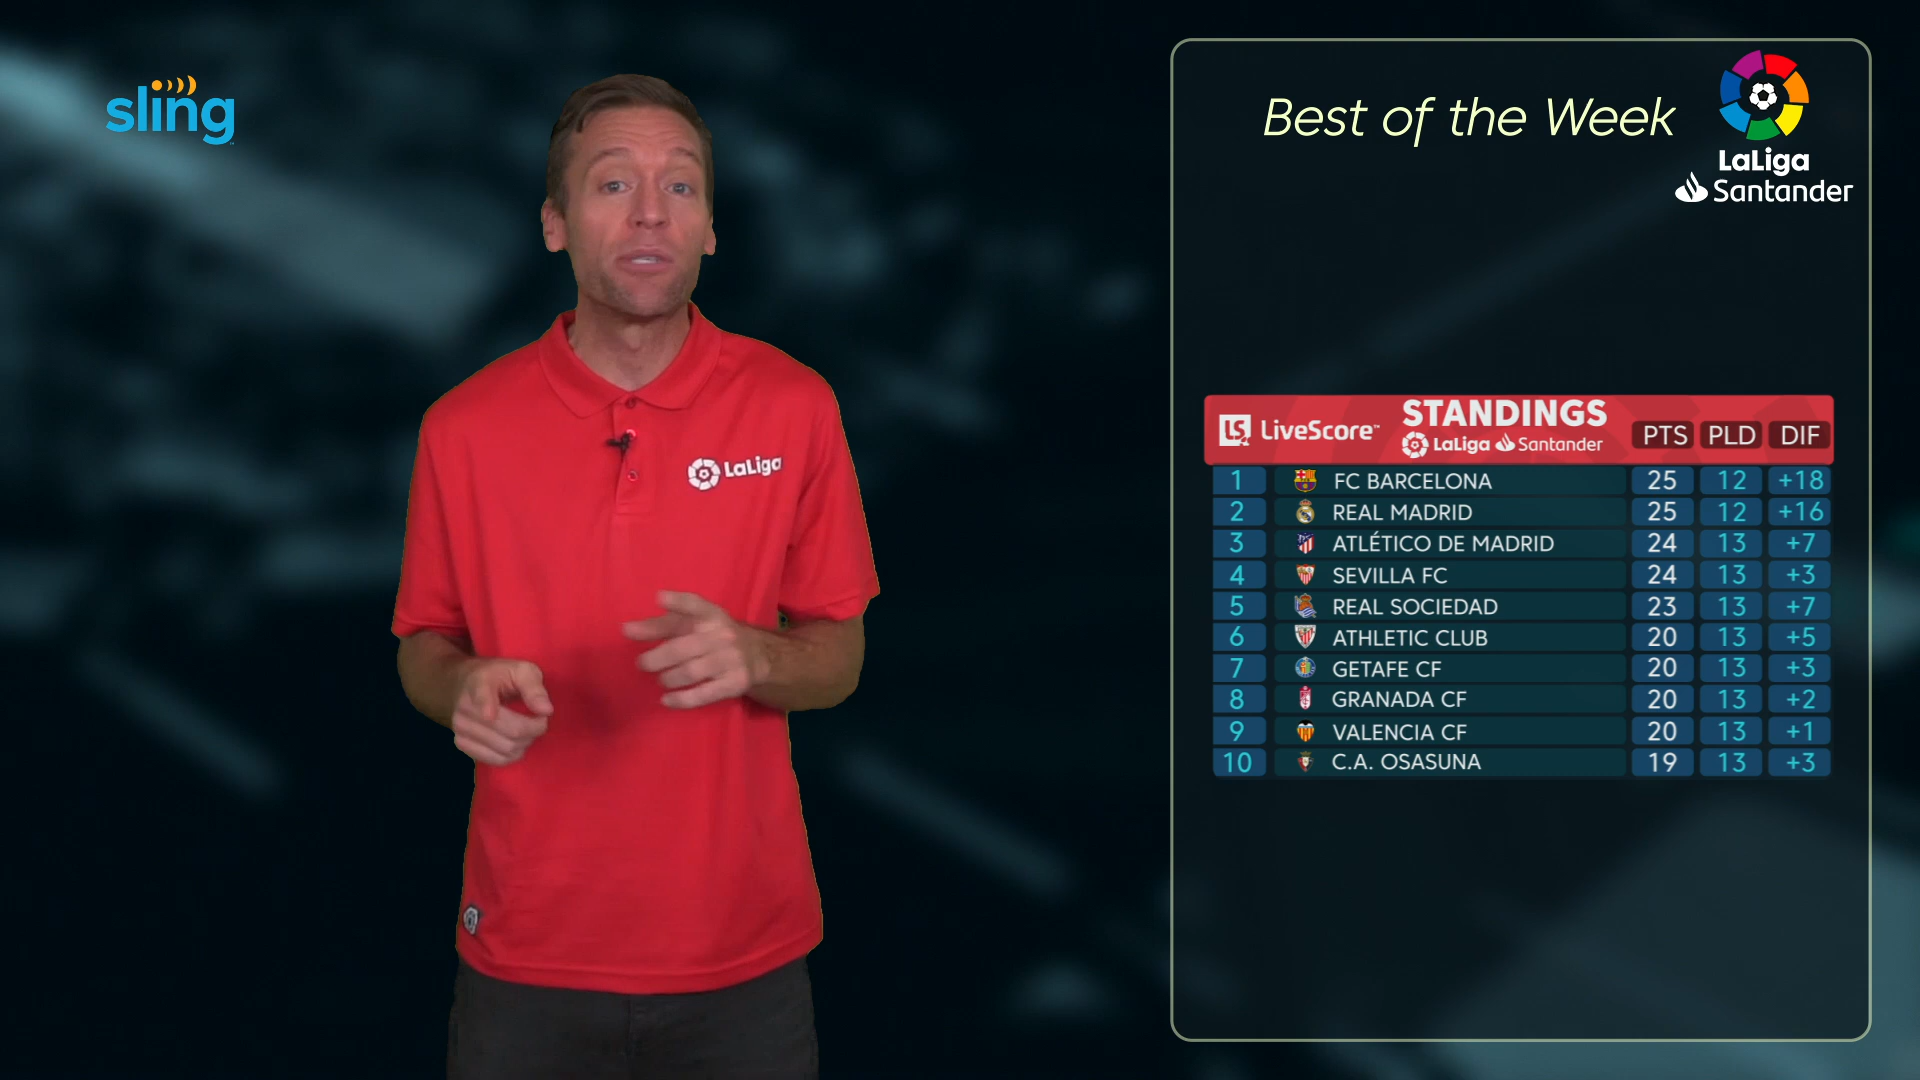 sling
Best of the Week
LaLiga
Santander
LaLiga
LS LiveScore™ STANDINGS PTS PLD DIF
LaLiga Santander
1 FC BARCELONA 25 12 +18
2 REAL MADRID 25 12 +16
3 ATLÉTICO DE MADRID 24 13 +7
4 SEVILLA FC 24 13 +3
5 REAL SOCIEDAD 23 13 +7
6 ATHLETIC CLUB 20 13 +5
7 GETAFE CF 20 13 +3
8 GRANADA CF 20 13 +2
9 VALENCIA CF 20 13 +1
10 C.A. OSASUNA 19 13 +3